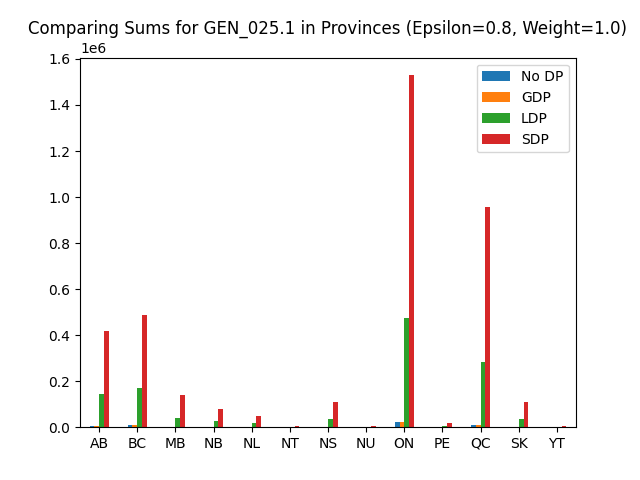 Comparing Sums for GEN_025.1 in Provinces (Epsilon=0.8, Weight=1.0)
1e6
1.6
1.4
1.2
1.0
0.8
0.6
0.4
0.2
0.0
No DP
GDP
LDP
SDP
AB BC MB NB NL NT NS NU ON PE QC SK YT